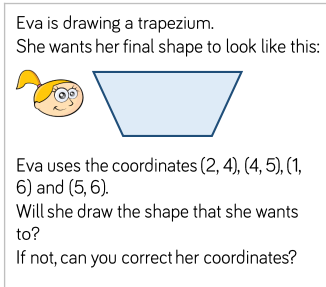 Eva is drawing a trapezium.
She wants her final shape to look like this:
Eva uses the coordinates (2, 4), (4, 5), (1,
6) and (5, 6).
Will she draw the shape that she wants
to?
If not, can you correct her coordinates?